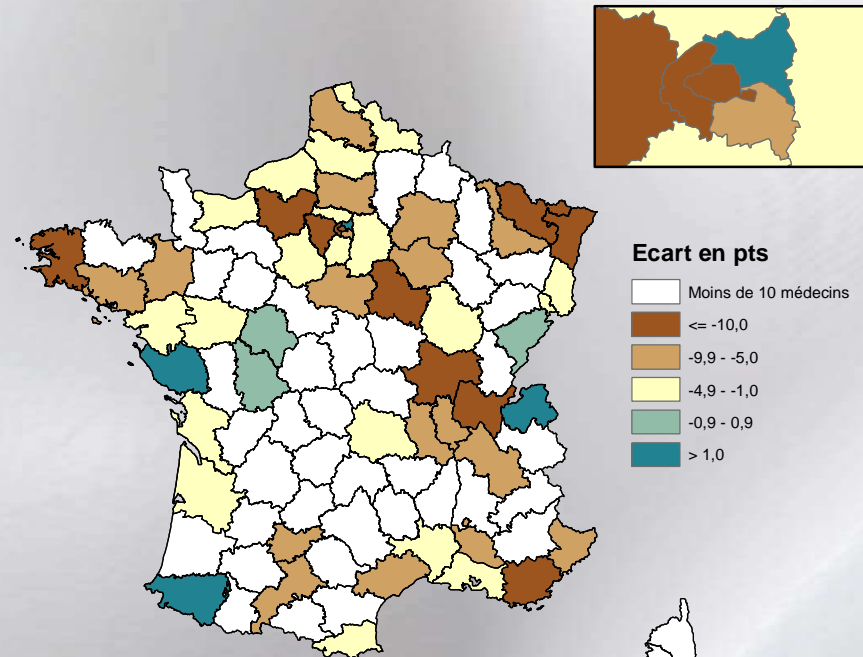 Ecart en pts
Moins de 10 médecins
<= -10,0
-9,9 - -5,0
-4,9 - -1,0
-0,9 - 0,9
> 1,0